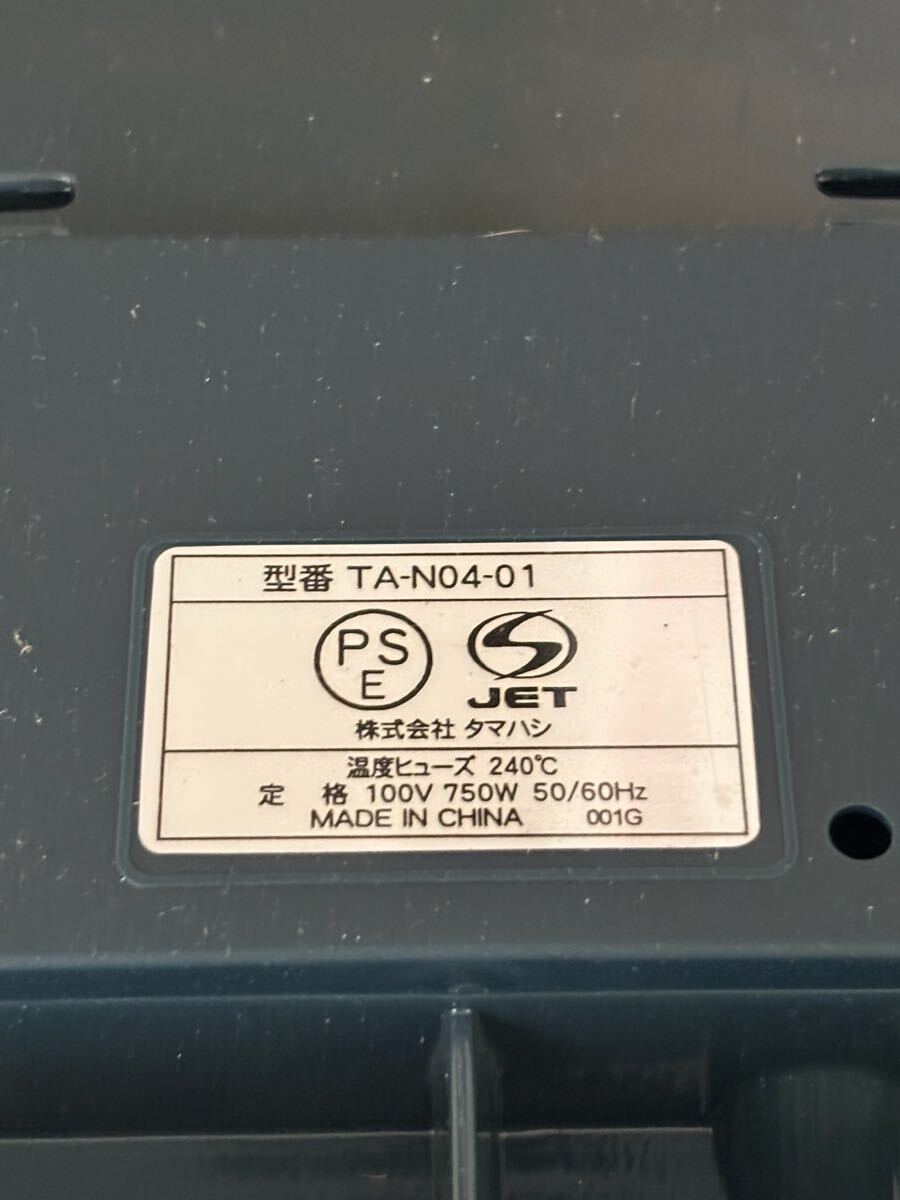 型番 TA-N04-01
PS
E
JET
株式会社 タマハシ
温度ヒューズ 240℃
定 格 100V 750W 50/60Hz
MADE IN CHINA 001G